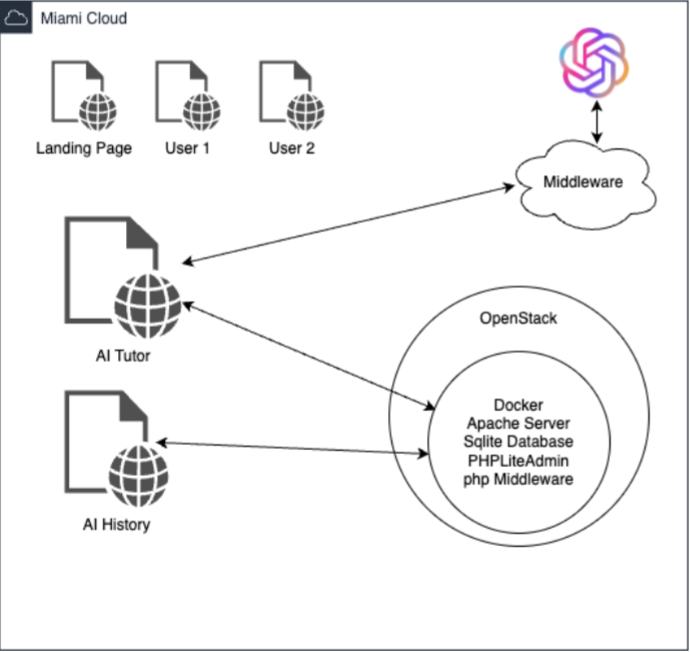 Miami Cloud
Landing Page
User 1
User 2
Middleware
AI Tutor
OpenStack
Docker
Apache Server
Sqlite Database
PHPLiteAdmin
php Middleware
AI History